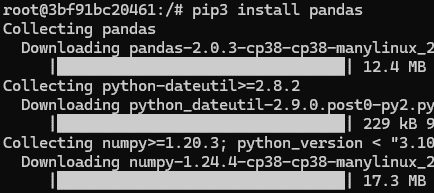 root@3bf91bc20461:/# pip3 install pandas
Collecting pandas
Downloading pandas-2.0.3-cp38-cp38-manylinux_2
| | 12.4 MB
Collecting python-dateutil>=2.8.2
Downloading python_dateutil-2.9.0.post0-py2.py
| | 229 kB 9
Collecting numpy>=1.20.3; python_version < "3.10
Downloading numpy-1.24.4-cp38-cp38-manylinux_2
| | 17.3 MB